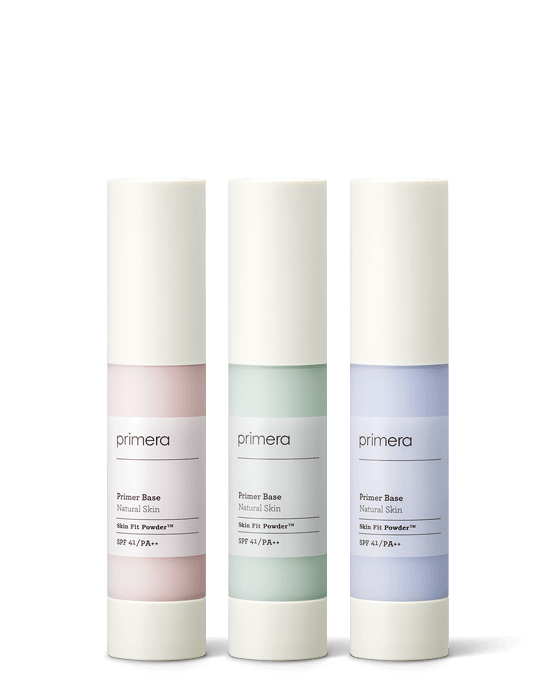 primera
Primer Base
Natural Skin
Skin Fit Powder™
SPF 41/PA++
primera
Primer Base
Natural Skin
Skin Fit Powder™
SPF 41/PA++
primera
Primer Base
Natural Skin
Skin Fit Powder™
SPF 41/PA++